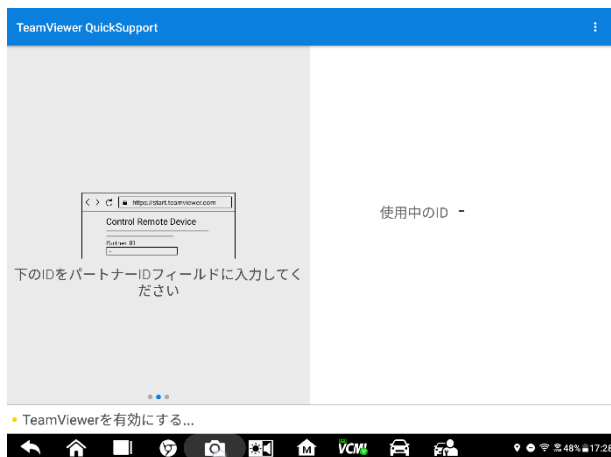 TeamViewer QuickSupport
https://start.teamviewer.com
Control Remote Device
Partner ID
-
下のIDをパートナーIDフィールドに入力してく
ださい
使用中のID -
TeamViewerを有効にする...
M
VCMI
48%
17:28